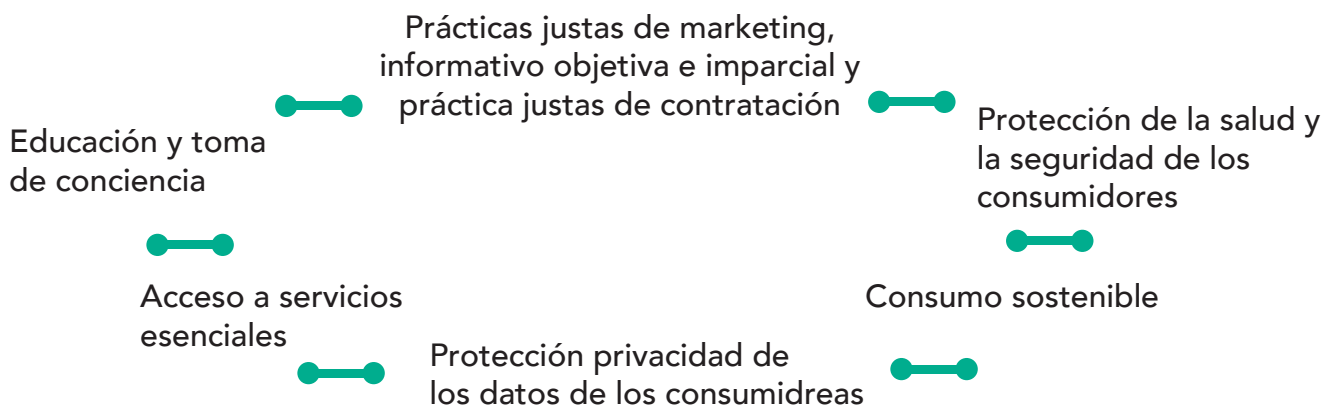 Prácticas justas de marketing,
informativo objetiva e imparcial y
práctica justas de contratación
Protección de la salud y
la seguridad de los
consumidores
Educación y toma
de conciencia
Acceso a servicios
esenciales
Consumo sostenible
Protección privacidad de
los datos de los consumidreas